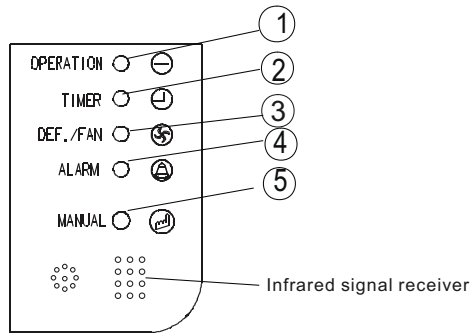 1
OPERATION
2
TIMER
3
DEF./FAN
4
ALARM
5
MANUAL
Infrared signal receiver